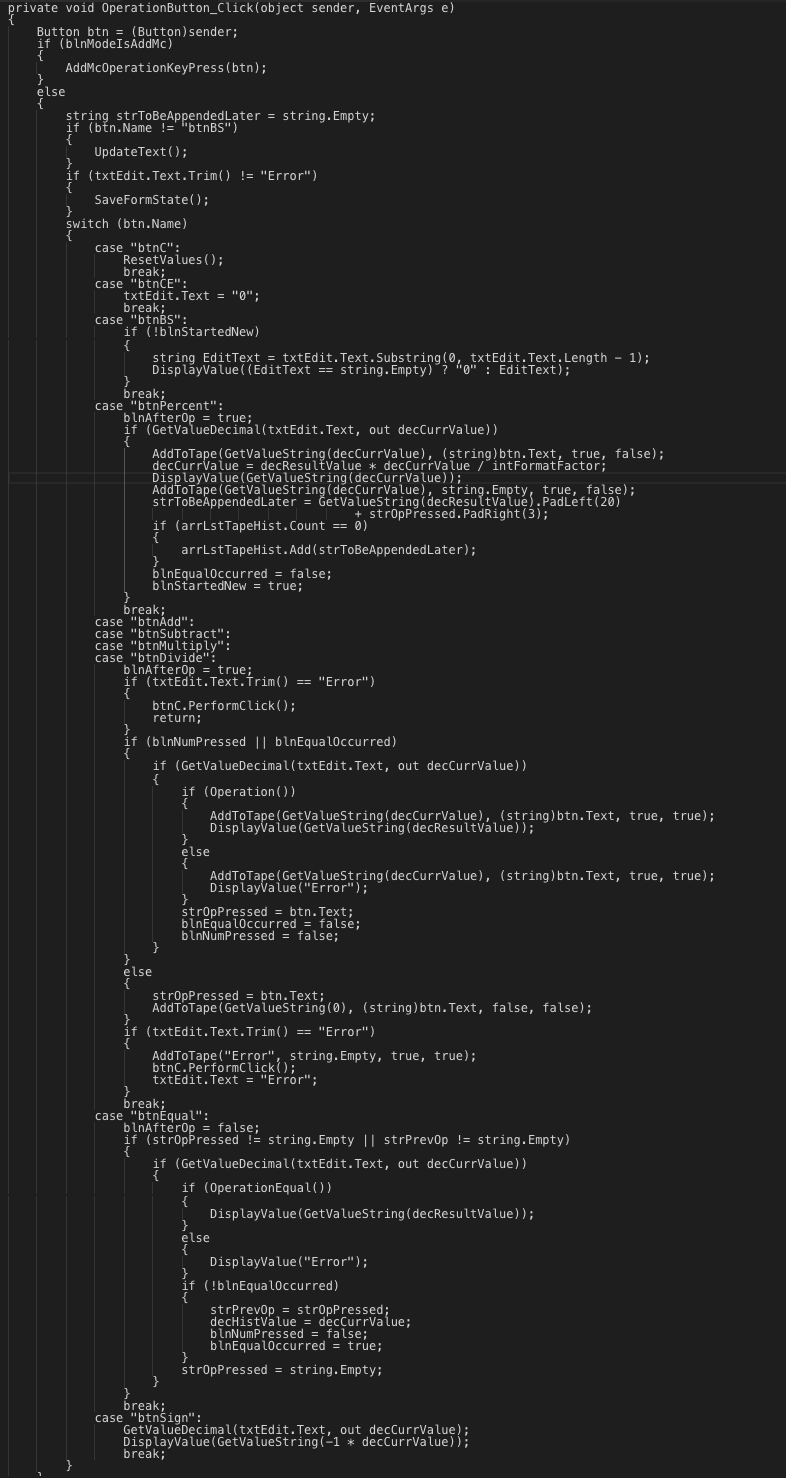 private void OperationButton_Click(object sender, EventArgs e)
{
    Button btn = (Button)sender;
    if (blnModeIsAddMc)
    {
        AddMcOperationKeyPress(btn);
    }
    else
    {
        string strToBeAppendedLater = string.Empty;
        if (btn.Name != "btnBS")
        {
            UpdateText();
        }
        if (txtEdit.Text.Trim() != "Error")
        {
            SaveFormState();
        }
        switch (btn.Name)
        {
            case "btnC":
                ResetValues();
                break;
            case "btnCE":
                txtEdit.Text = "0";
                break;
            case "btnBS":
                if (!blnStartedNew)
                {
                    string EditText = txtEdit.Text.Substring(0, txtEdit.Text.Length - 1);
                    DisplayValue((EditText == string.Empty) ? "0" : EditText);
                }
                break;
            case "btnPercent":
                blnAfterOp = true;
                if (GetValueDecimal(txtEdit.Text, out decCurrValue))
                {
                    AddToTape(GetValueString(decCurrValue), (string)btn.Text, true, false);
                    decCurrValue = decResultValue * decCurrValue / intFormatFactor;
                    DisplayValue(GetValueString(decCurrValue));
                    AddToTape(GetValueString(decCurrValue), string.Empty, true, false);
                    strToBeAppendedLater = GetValueString(decResultValue).PadLeft(20)
                                                + strOpPressed.PadRight(3);
                    if (arrLstTapeHist.Count == 0)
                    {
                        arrLstTapeHist.Add(strToBeAppendedLater);
                    }
                    blnEqualOccurred = false;
                    blnStartedNew = true;
                }
                break;
            case "btnAdd":
            case "btnSubtract":
            case "btnMultiply":
            case "btnDivide":
                blnAfterOp = true;
                if (txtEdit.Text.Trim() == "Error")
                {
                    btnC.PerformClick();
                    return;
                }
                if (blnNumPressed || blnEqualOccurred)
                {
                    if (GetValueDecimal(txtEdit.Text, out decCurrValue))
                    {
                        if (Operation())
                        {
                            AddToTape(GetValueString(decCurrValue), (string)btn.Text, true, true);
                            DisplayValue(GetValueString(decResultValue));
                        }
                        else
                        {
                            AddToTape(GetValueString(decCurrValue), (string)btn.Text, true, true);
                            DisplayValue("Error");
                        }
                        strOpPressed = btn.Text;
                        blnEqualOccurred = false;
                        blnNumPressed = false;
                    }
                }
                else
                {
                    strOpPressed = btn.Text;
                    AddToTape(GetValueString(0), (string)btn.Text, false, false);
                }
                if (txtEdit.Text.Trim() == "Error")
                {
                    AddToTape("Error", string.Empty, true, true);
                    btnC.PerformClick();
                    txtEdit.Text = "Error";
                }
                break;
            case "btnEqual":
                blnAfterOp = false;
                if (strOpPressed != string.Empty || strPrevOp != string.Empty)
                {
                    if (GetValueDecimal(txtEdit.Text, out decCurrValue))
                    {
                        if (OperationEqual())
                        {
                            DisplayValue(GetValueString(decResultValue));
                        }
                        else
                        {
                            DisplayValue("Error");
                        }
                        if (!blnEqualOccurred)
                        {
                            strPrevOp = strOpPressed;
                            decHistValue = decCurrValue;
                            blnNumPressed = false;
                            blnEqualOccurred = true;
                        }
                        strOpPressed = string.Empty;
                    }
                }
                break;
            case "btnSign":
                GetValueDecimal(txtEdit.Text, out decCurrValue);
                DisplayValue(GetValueString(-1 * decCurrValue));
                break;
        }
    }